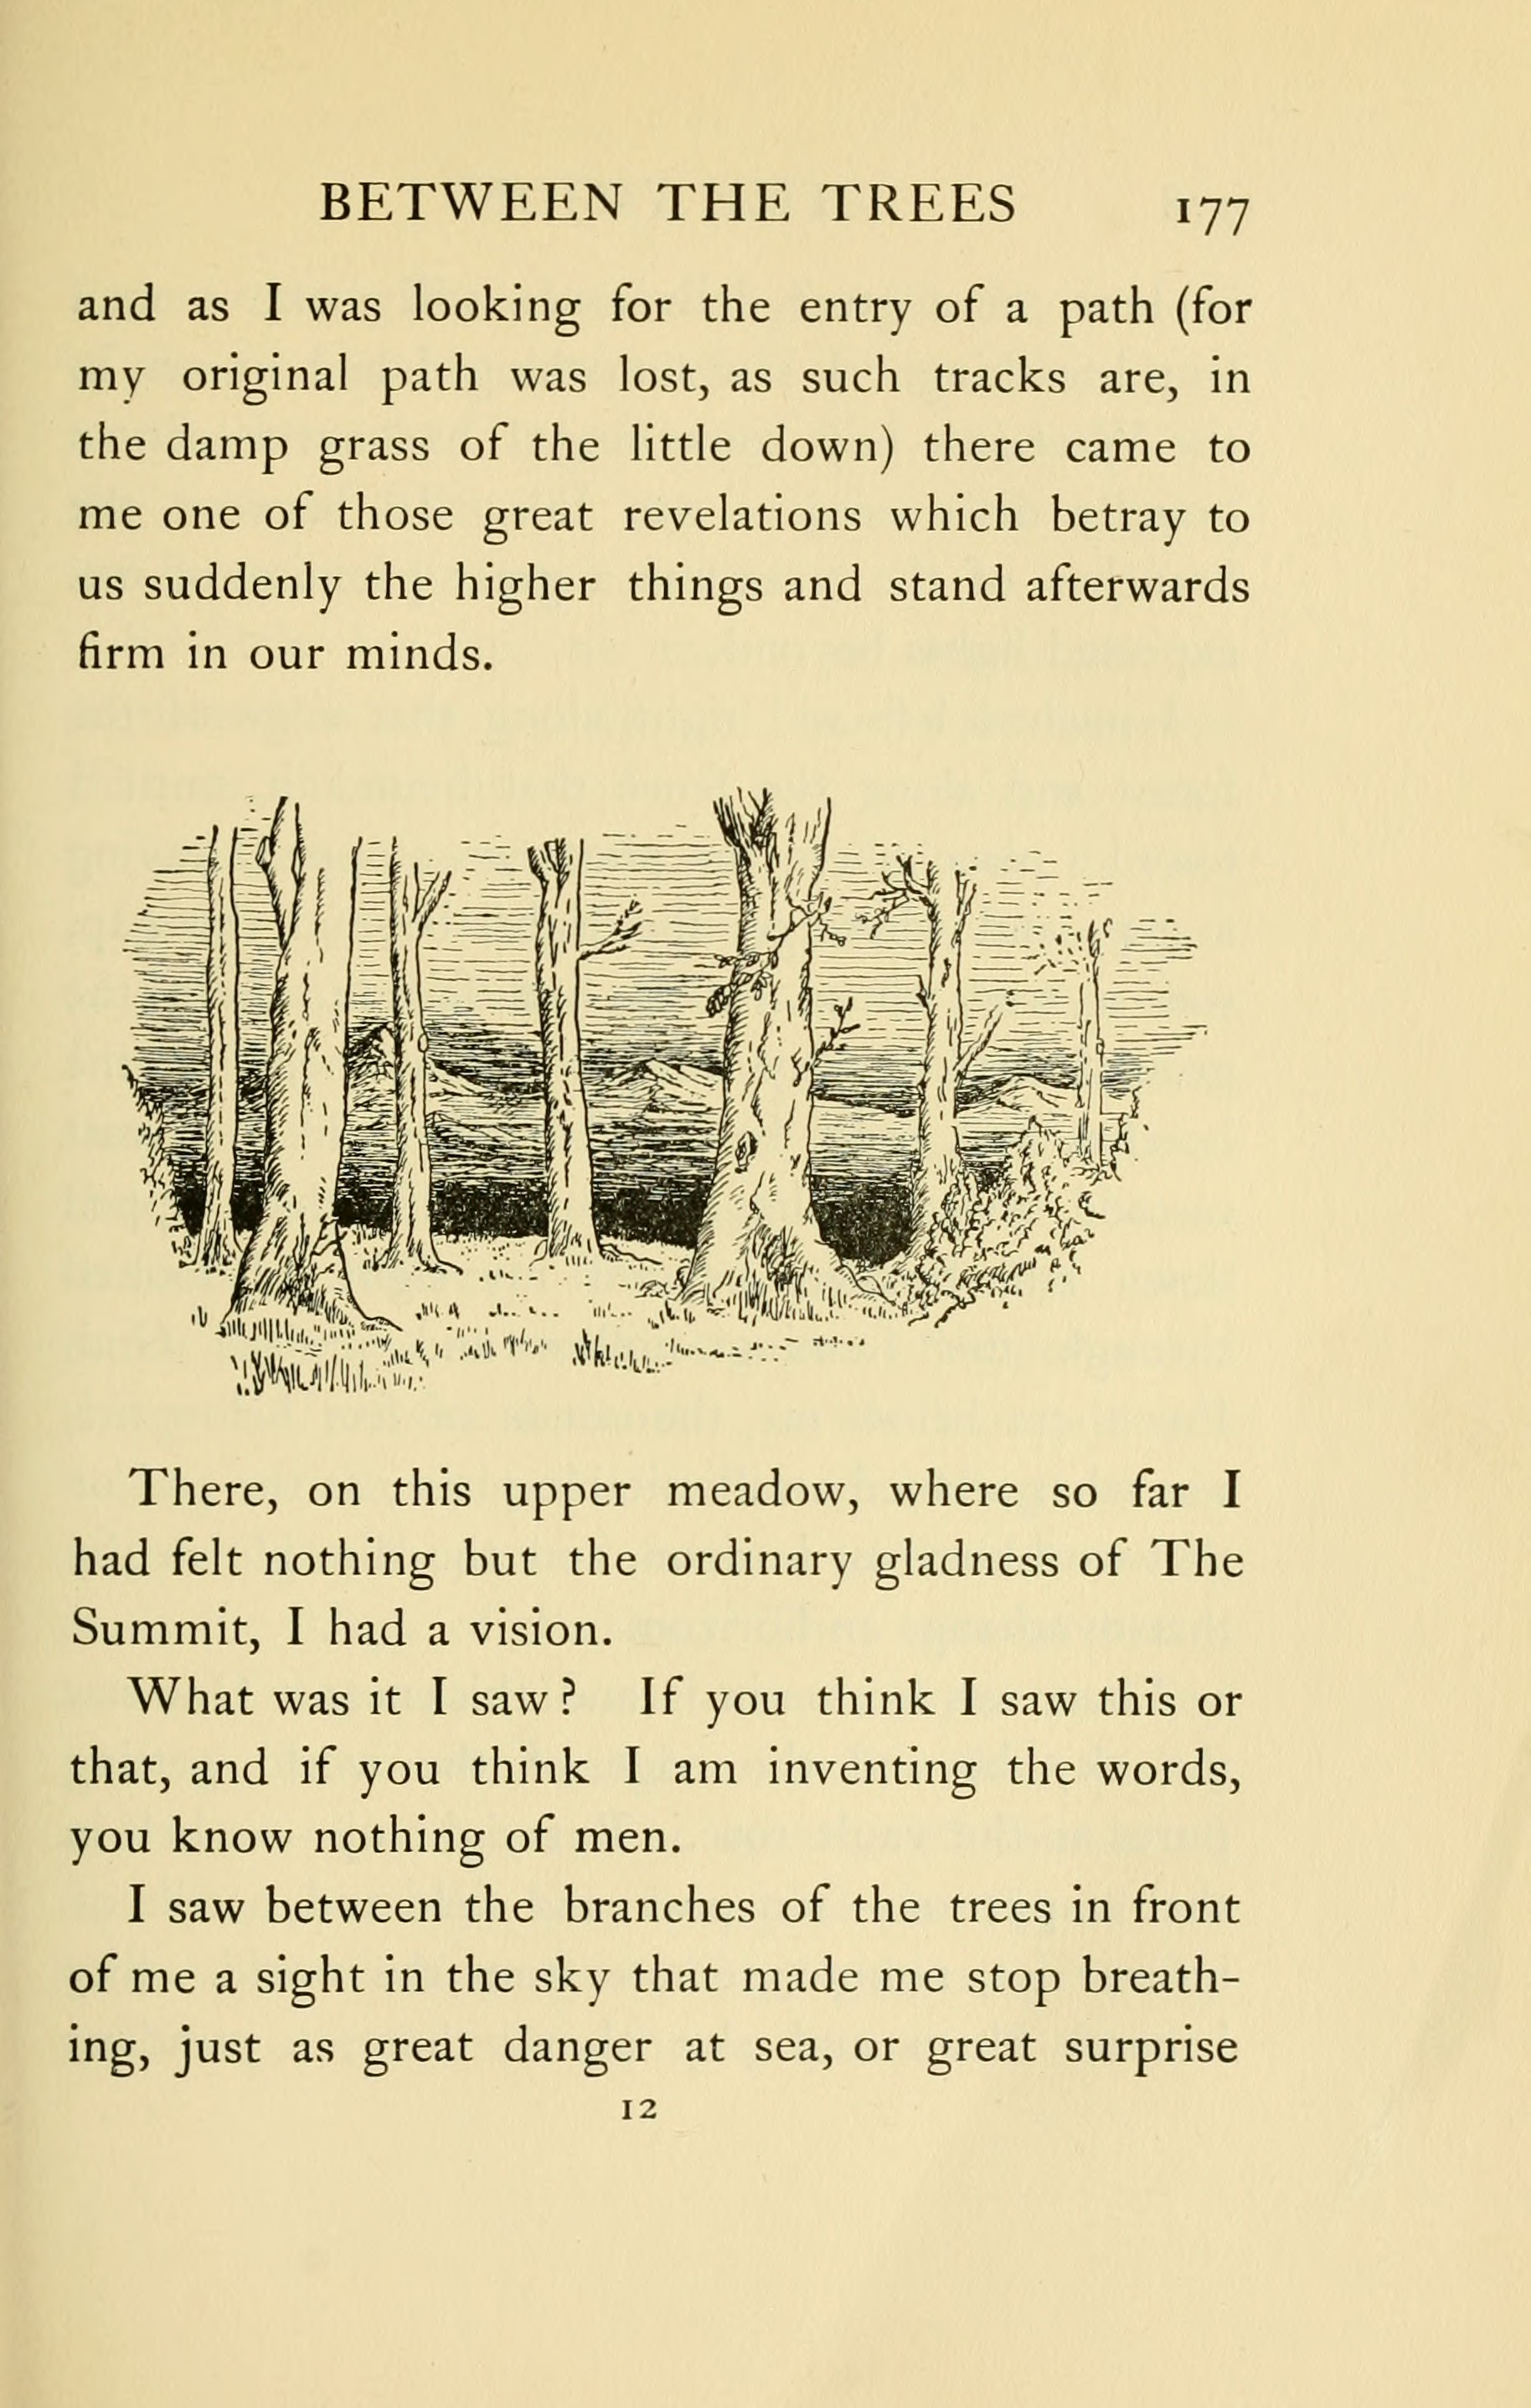 BETWEEN THE TREES 177
and as I was looking for the entry of a path (for
my original path was lost, as such tracks are, in
the damp grass of the little down) there came to
me one of those great revelations which betray to
us suddenly the higher things and stand afterwards
firm in our minds.
There, on this upper meadow, where so far I
had felt nothing but the ordinary gladness of The
Summit, I had a vision.
What was it I saw? If you think I saw this or
that, and if you think I am inventing the words,
you know nothing of men.
I saw between the branches of the trees in front
of me a sight in the sky that made me stop breath-
ing, just as great danger at sea, or great surprise
12